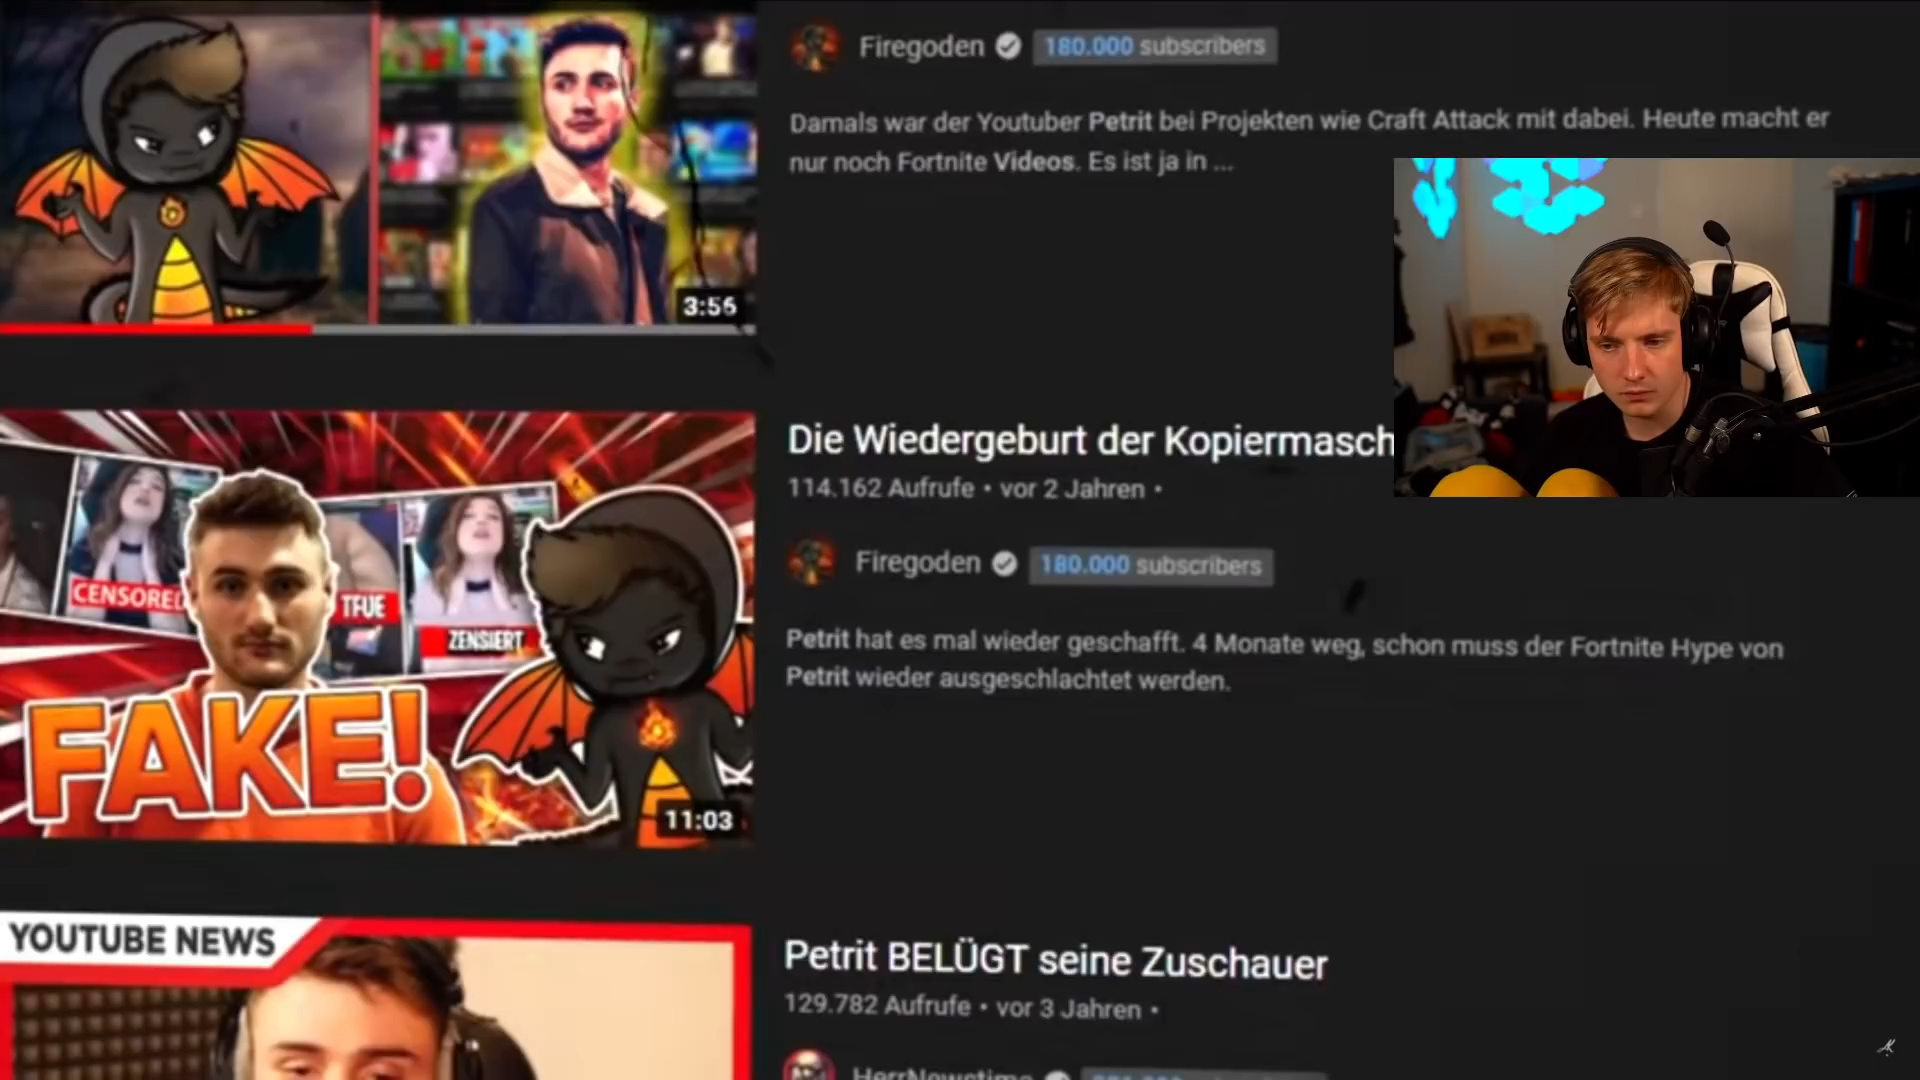 Firegoden 180.000 subscribers
Damals war der Youtuber Petrit bei Projekten wie Craft Attack mit dabei. Heute macht er
nur noch Fortnite Videos. Es ist ja in ...
3:56
Die Wiedergeburt der Kopiermasch
114.162 Aufrufe • vor 2 Jahren •
Firegoden 180.000 subscribers
Petrit hat es mal wieder geschafft. 4 Monate weg, schon muss der Fortnite Hype von
Petrit wieder ausgeschlachtet werden.
CENSORED
TFUE
ZENSIERT
FAKE!
11:03
YOUTUBE NEWS
Petrit BELÜGT seine Zuschauer
129.782 Aufrufe • vor 3 Jahren •
HerrNewstime